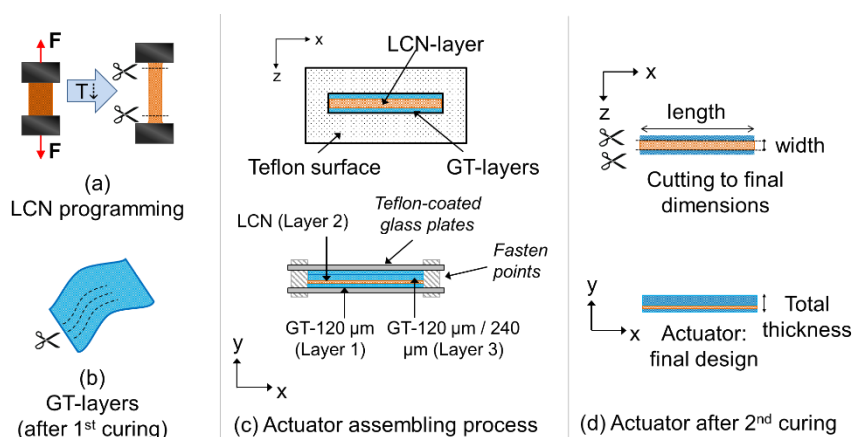 F
T⇣
F
(a)
LCN programming
(b)
GT-layers
(after 1st curing)
x
z
LCN-layer
Teflon surface
GT-layers
Teflon-coated
glass plates
LCN (Layer 2)
Fasten
points
GT-120 µm
(Layer 1)
GT-120 µm / 240
µm (Layer 3)
y
x
(c) Actuator assembling process
x
z
length
width
Cutting to final
dimensions
y
x
Total
thickness
Actuator:
final design
(d) Actuator after 2nd curing